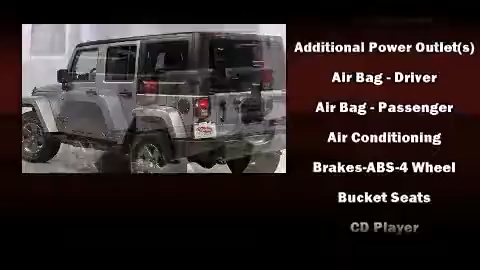 Additional Power Outlet(s)
Air Bag - Driver
Air Bag - Passenger
Air Conditioning
Brakes-ABS-4 Wheel
Bucket Seats
CD Player